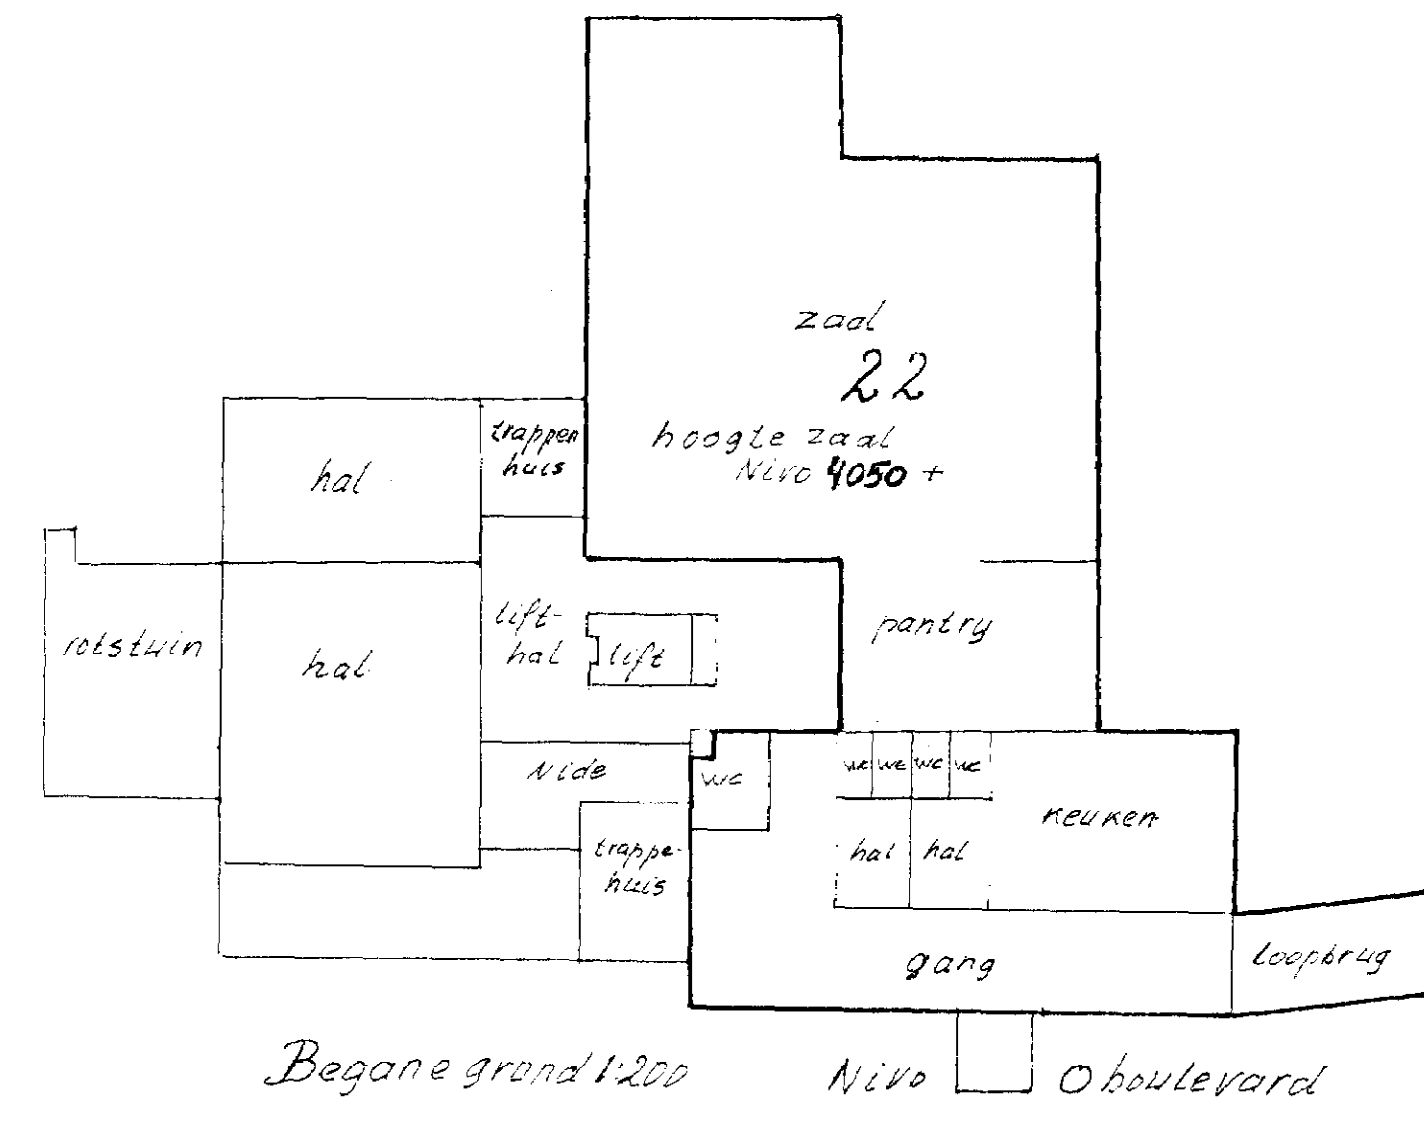 zaal
22
hoogte zaal
Nivo 4050 +
trappen
huis
hal
lift-
hal
lift
pantry
rotstuin
hal
Nide
wc
wc wc wc wc
keuken
hal hal
trappe-
huis
gang
loopbrug
Begane grond 1:200
Nivo O boulevard